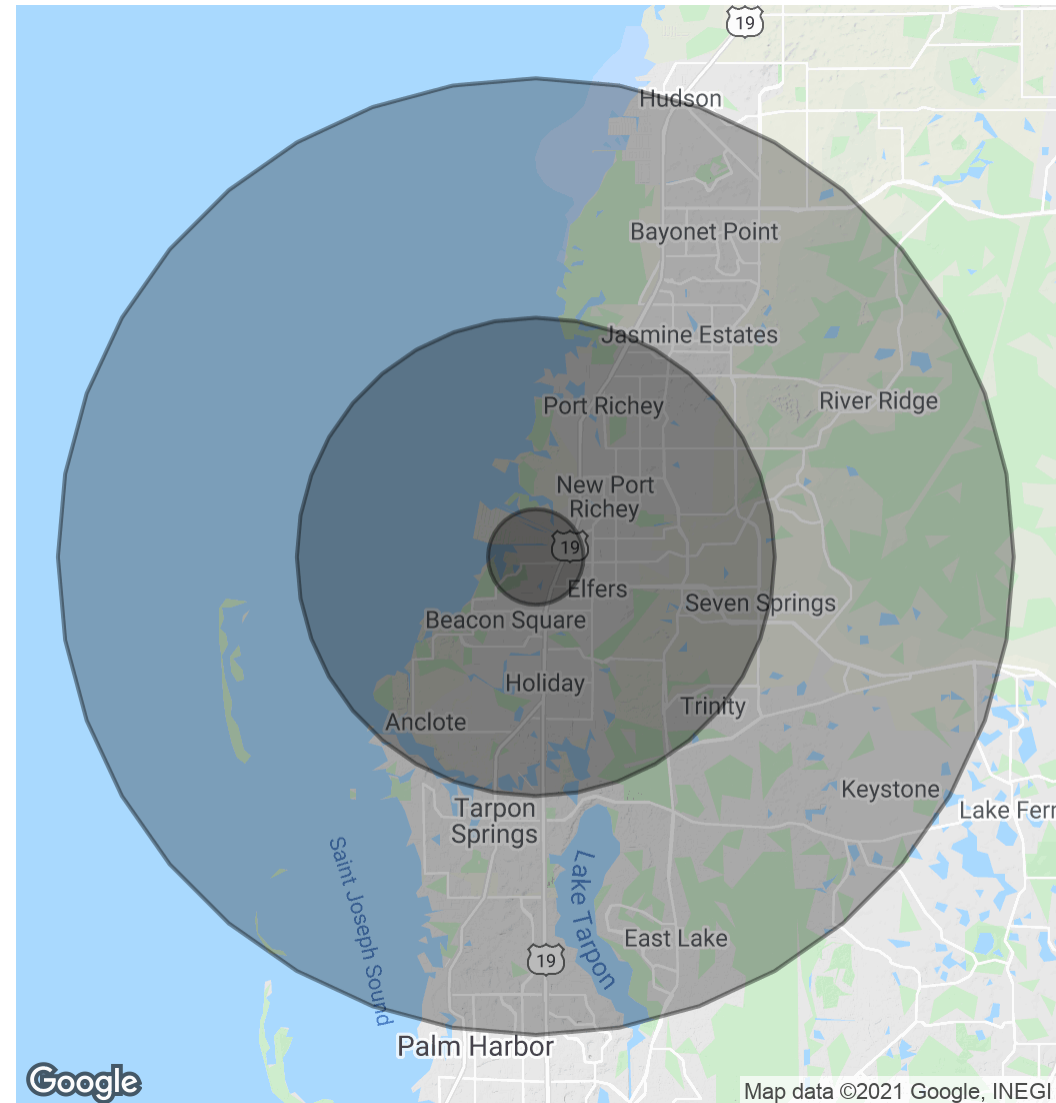 19
Hudson
Bayonet Point
Jasmine Estates
River Ridge
Port Richey
New Port
Richey
19
Elfers
Seven Springs
Beacon Square
Holiday
Trinity
Anclote
Keystone
Tarpon
Springs
Lake Fern
Saint Joseph Sound
Lake Tarpon
East Lake
19
Palm Harbor
Google
Map data ©2021 Google, INEGI